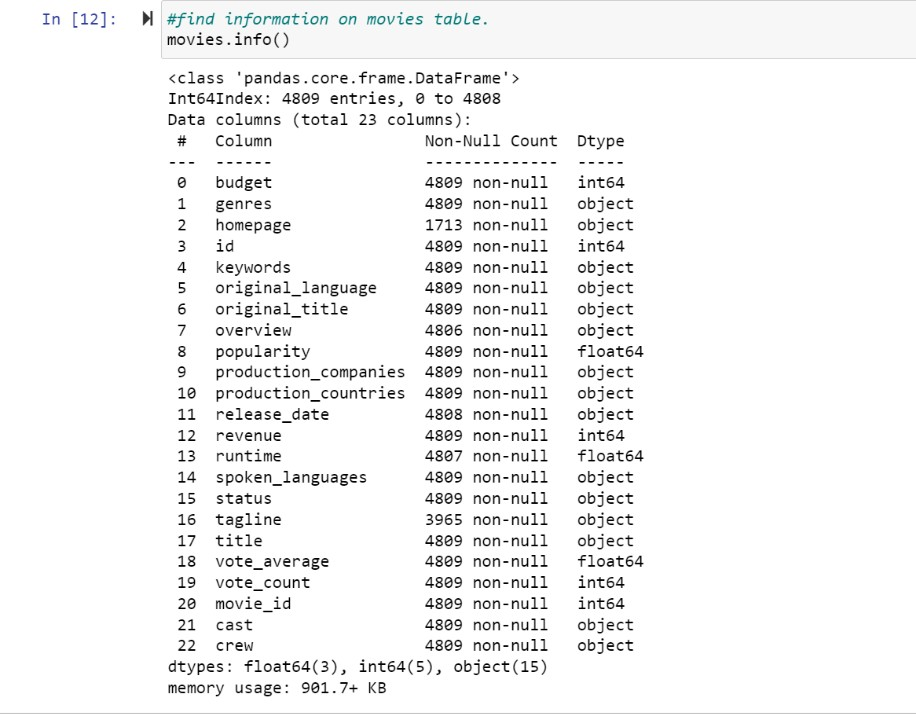 In [12]: #find information on movies table.
movies.info()
<class 'pandas.core.frame.DataFrame'>
Int64Index: 4809 entries, 0 to 4808
Data columns (total 23 columns):
 #   Column                Non-Null Count  Dtype
---  ------                --------------  -----
 0   budget                4809 non-null   int64
 1   genres                4809 non-null   object
 2   homepage              1713 non-null   object
 3   id                    4809 non-null   int64
 4   keywords              4809 non-null   object
 5   original_language     4809 non-null   object
 6   original_title        4809 non-null   object
 7   overview              4806 non-null   object
 8   popularity            4809 non-null   float64
 9   production_companies  4809 non-null   object
 10  production_countries  4809 non-null   object
 11  release_date          4808 non-null   object
 12  revenue               4809 non-null   int64
 13  runtime               4807 non-null   float64
 14  spoken_languages      4809 non-null   object
 15  status                4809 non-null   object
 16  tagline               3965 non-null   object
 17  title                 4809 non-null   object
 18  vote_average          4809 non-null   float64
 19  vote_count            4809 non-null   int64
 20  movie_id              4809 non-null   int64
 21  cast                  4809 non-null   object
 22  crew                  4809 non-null   object
dtypes: float64(3), int64(5), object(15)
memory usage: 901.7+ KB